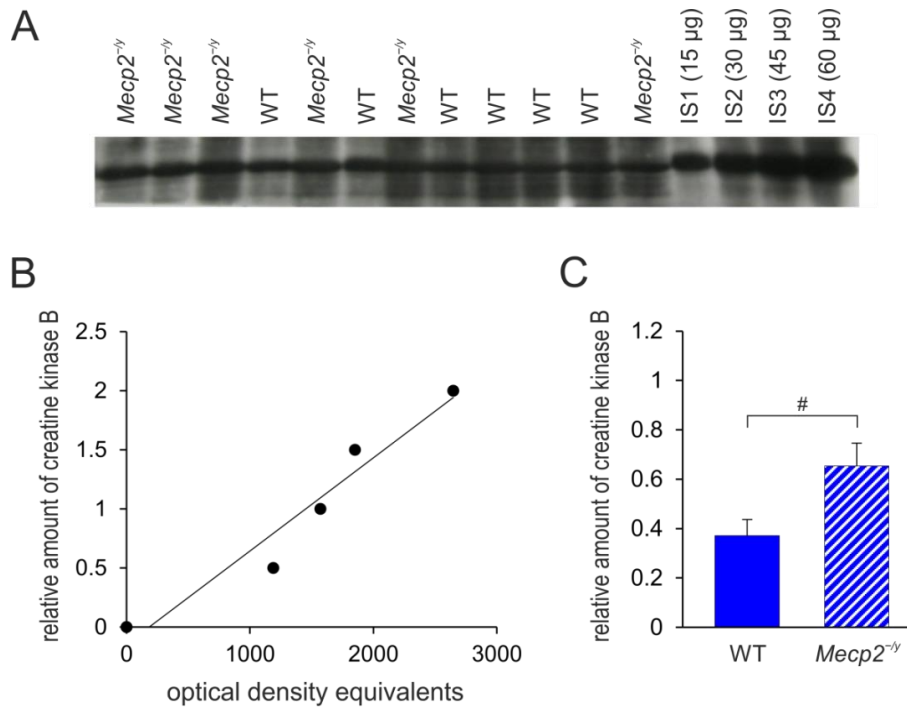 A
Mecp2⁻/ʸ
Mecp2⁻/ʸ
Mecp2⁻/ʸ
WT
Mecp2⁻/ʸ
WT
Mecp2⁻/ʸ
WT
WT
WT
WT
Mecp2⁻/ʸ
IS1 (15 µg)
IS2 (30 µg)
IS3 (45 µg)
IS4 (60 µg)
B
relative amount of creatine kinase B
2.5
2
1.5
1
0.5
0
0 1000 2000 3000
optical density equivalents
C
relative amount of creatine kinase B
1.2
1
0.8
0.6
0.4
0.2
0
#
WT Mecp2⁻/ʸ